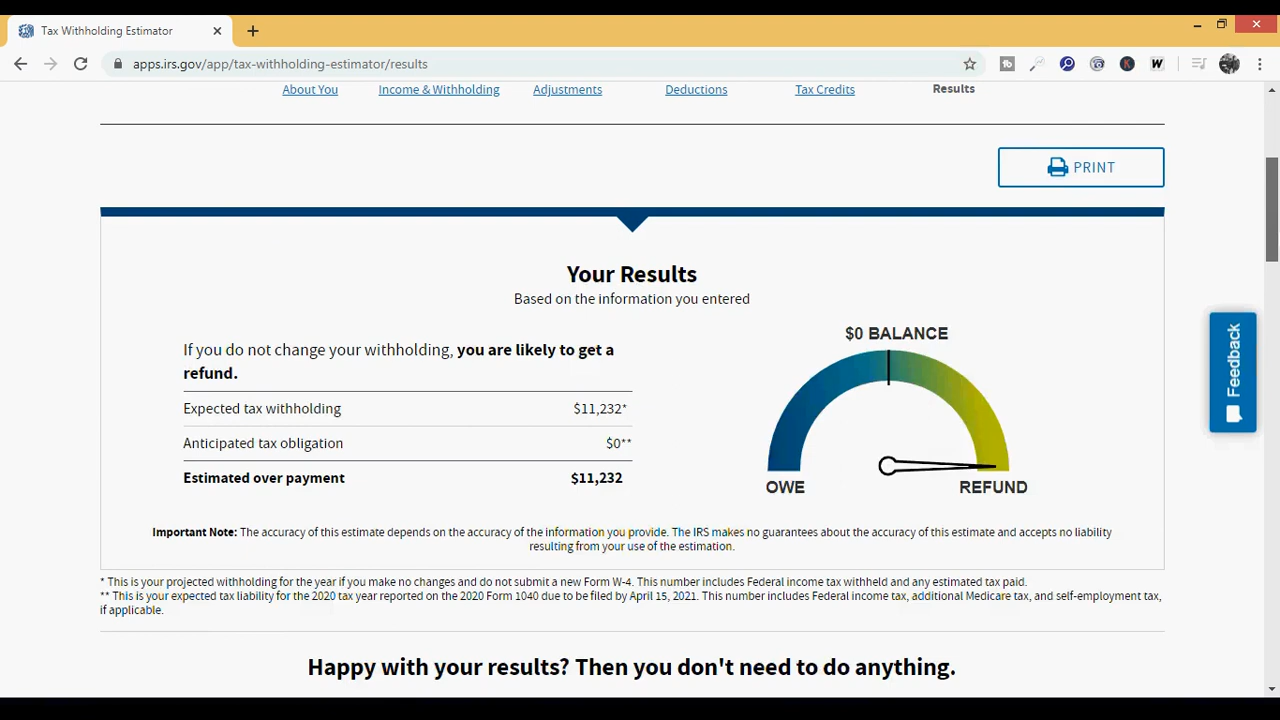 Tax Withholding Estimator
apps.irs.gov/app/tax-withholding-estimator/results
About You Income & Withholding Adjustments Deductions Tax Credits Results
PRINT
Your Results
Based on the information you entered
If you do not change your withholding, you are likely to get a
refund.
Expected tax withholding $11,232*
Anticipated tax obligation $0**
Estimated over payment $11,232
$0 BALANCE
OWE REFUND
Feedback
Important Note: The accuracy of this estimate depends on the accuracy of the information you provide. The IRS makes no guarantees about the accuracy of this estimate and accepts no liability
resulting from your use of the estimation.
* This is your projected withholding for the year if you make no changes and do not submit a new Form W-4. This number includes Federal income tax withheld and any estimated tax paid.
** This is your expected tax liability for the 2020 tax year reported on the 2020 Form 1040 due to be filed by April 15, 2021. This number includes Federal income tax, additional Medicare tax, and self-employment tax,
if applicable.
Happy with your results? Then you don't need to do anything.